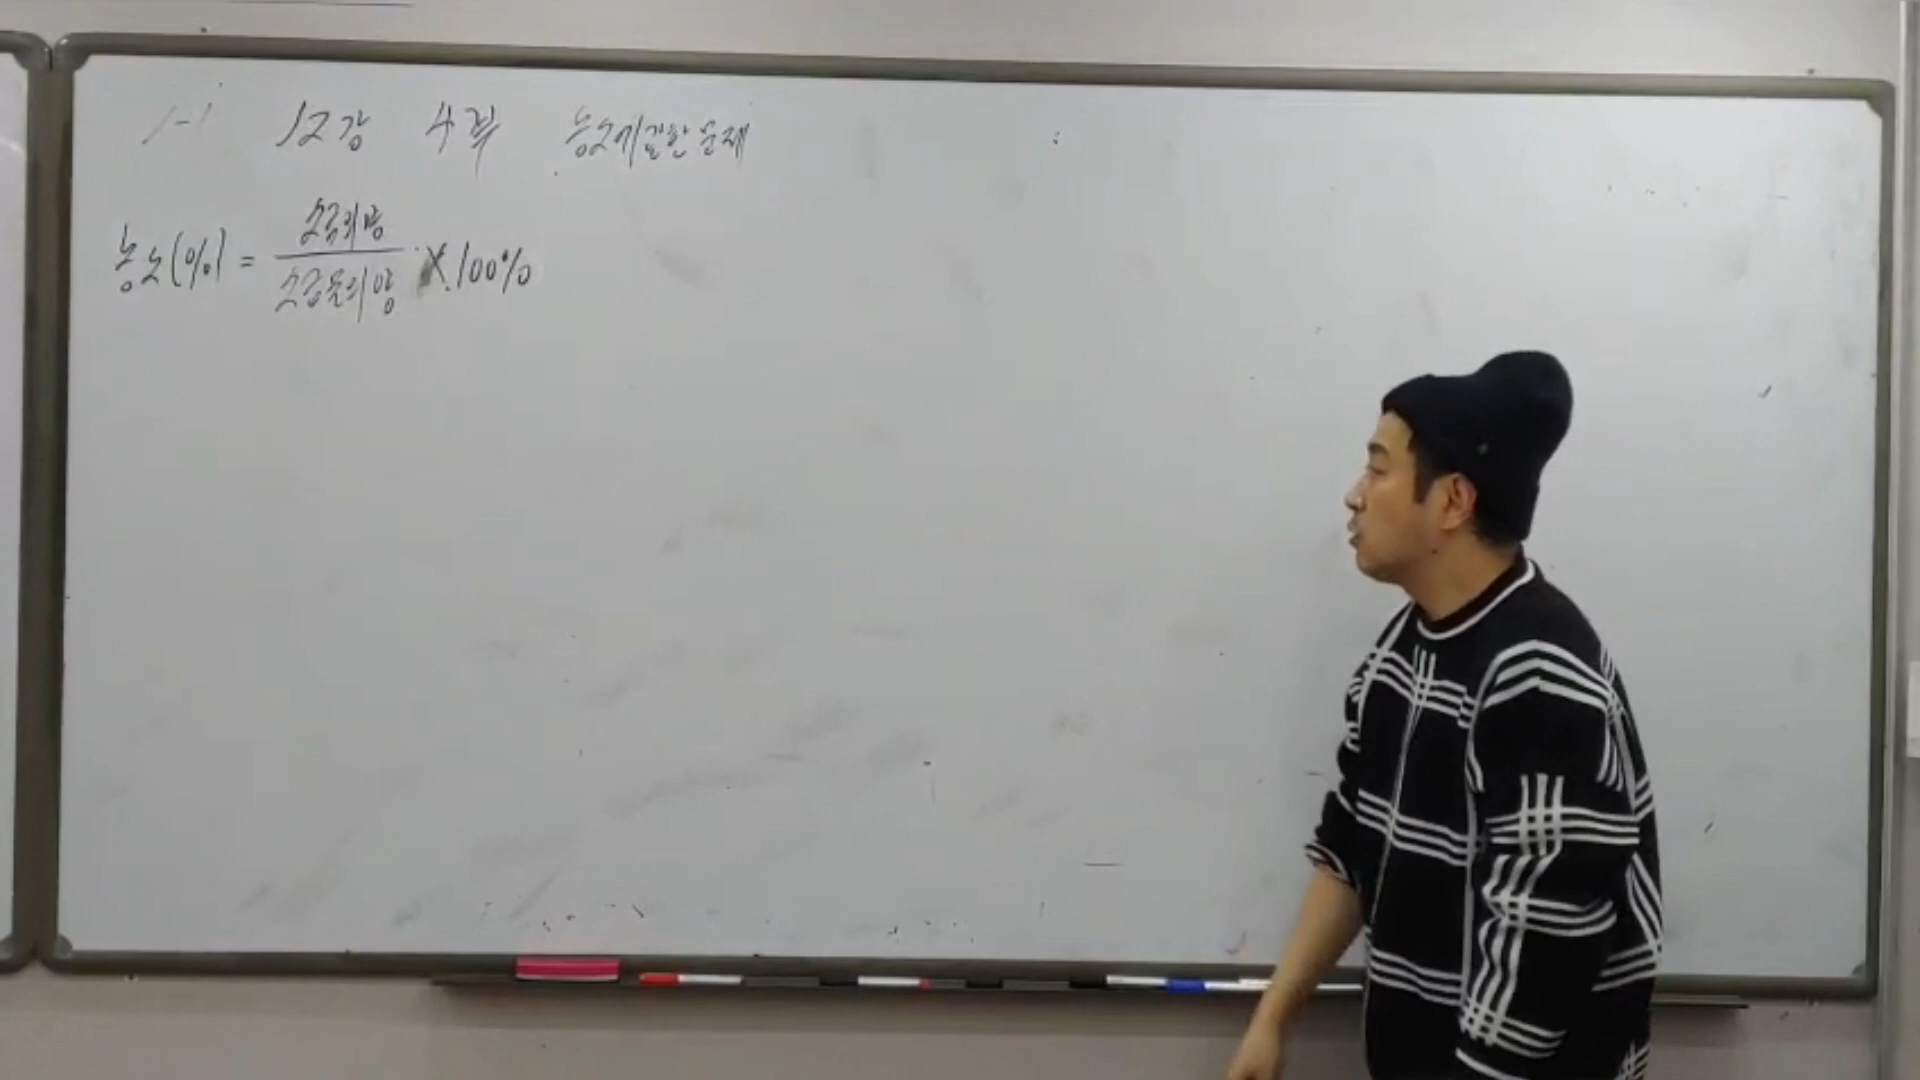 1-1 12강 4부 농도에 관한 문제
농도(%) = 소금의 양 / 소금물의 양 × 100%